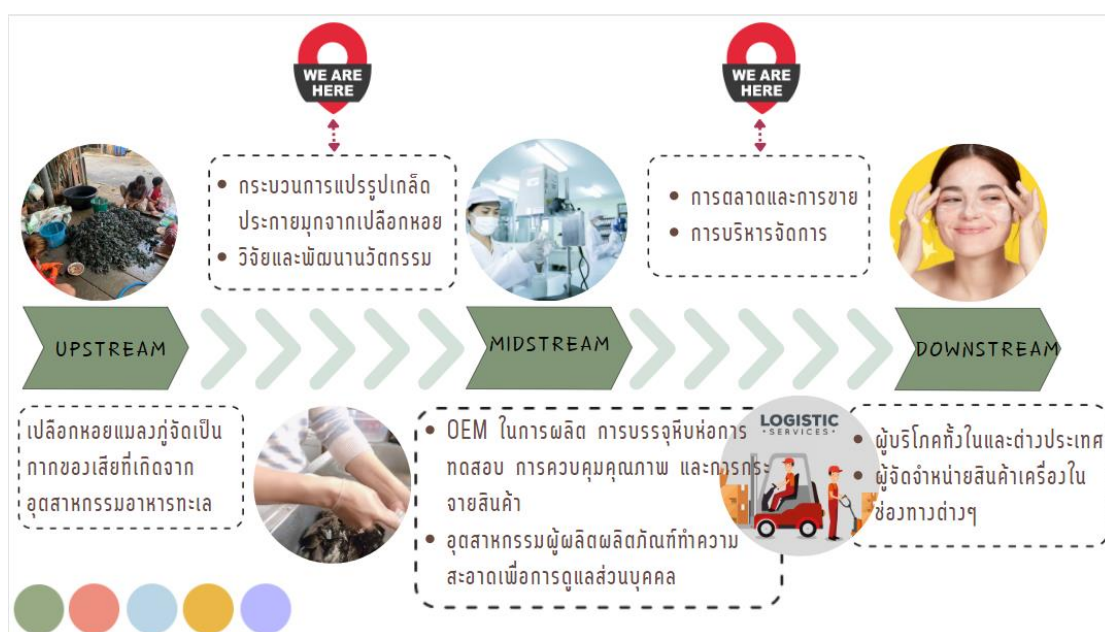 WE ARE
HERE
WE ARE
HERE
• กระบวนการแปรรูปเกล็ด
ประกายมุกจากเปลือกหอย
• วิจัยและพัฒนานวัตกรรม
• การตลาดและการขาย
• การบริหารจัดการ
UPSTREAM
MIDSTREAM
DOWNSTREAM
เปลือกหอยแมลงภู่จัดเป็น
กากของเสียที่เกิดจาก
อุตสาหกรรมอาหารทะเล
• OEM ในการผลิต การบรรจุหีบห่อการ
ทดสอบ การควบคุมคุณภาพ และการกระ
จายสินค้า
• อุตสาหกรรมผู้ผลิตผลิตภัณฑ์ทำความ
สะอาดเพื่อการดูแลส่วนบุคคล
LOGISTIC
• SERVICES •
• ผู้บริโภคทั้งในและต่างประเทศ
• ผู้จัดจำหน่ายสินค้าเครื่องใน
ช่องทางต่างๆ